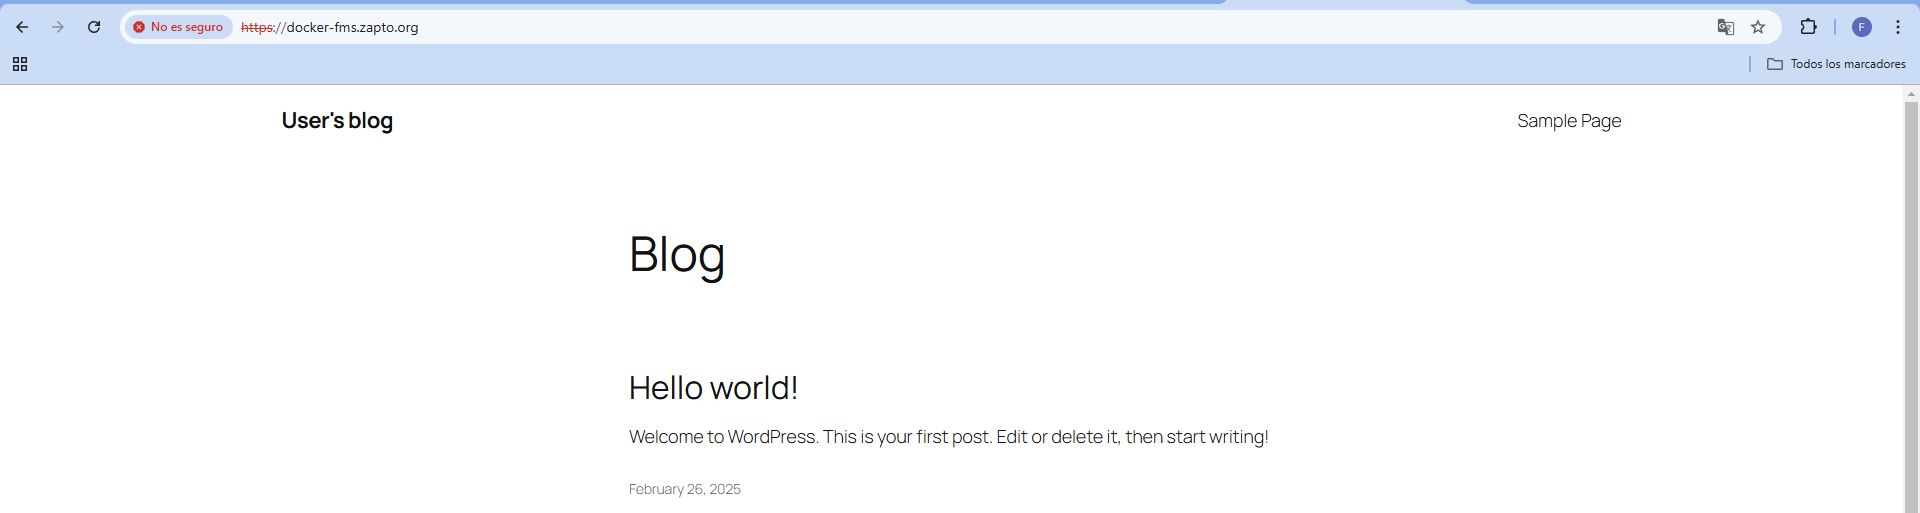 No es seguro https://docker-fms.zapto.org F
Todos los marcadores
User's blog Sample Page
Blog
Hello world!
Welcome to WordPress. This is your first post. Edit or delete it, then start writing!
February 26, 2025